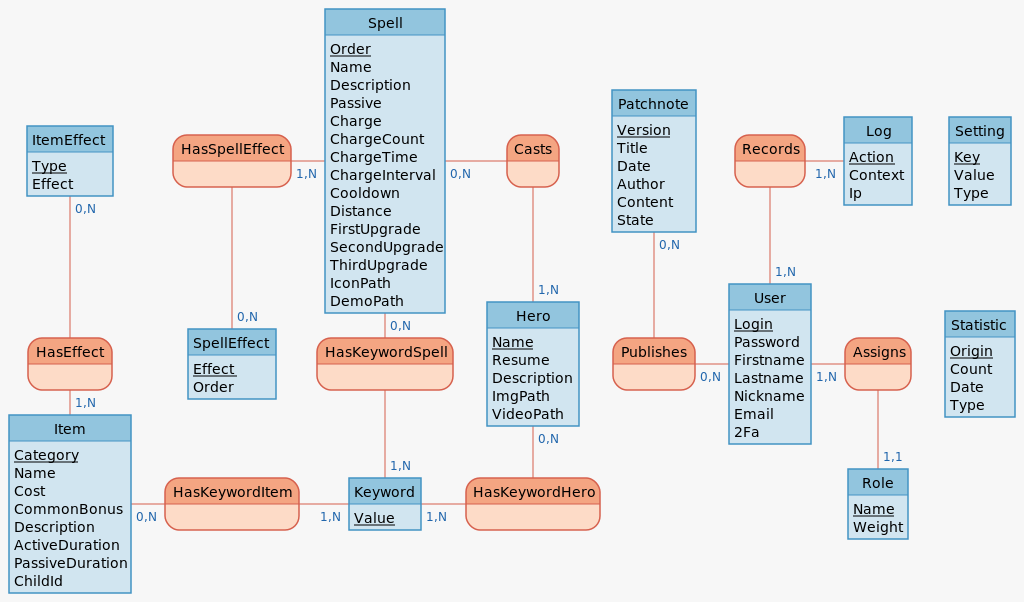 Spell
Order
Name
Description
Passive
Charge
ChargeCount
ChargeTime
ChargeInterval
Cooldown
Distance
FirstUpgrade
SecondUpgrade
ThirdUpgrade
IconPath
DemoPath
ItemEffect
Type
Effect
0,N
HasSpellEffect
1,N
0,N
Casts
1,N
Patchnote
Version
Title
Date
Author
Content
State
0,N
Records
1,N
1,N
Log
Action
Context
Ip
Setting
Key
Value
Type
0,N
SpellEffect
Effect
Order
0,N
HasKeywordSpell
1,N
Hero
Name
Resume
Description
ImgPath
VideoPath
0,N
Publishes
0,N
User
Login
Password
Firstname
Lastname
Nickname
Email
2Fa
1,N
Assigns
1,1
Statistic
Origin
Count
Date
Type
HasEffect
1,N
Item
Category
Name
Cost
CommonBonus
Description
ActiveDuration
PassiveDuration
ChildId
0,N
HasKeywordItem
1,N
Keyword
Value
1,N
HasKeywordHero
Role
Name
Weight